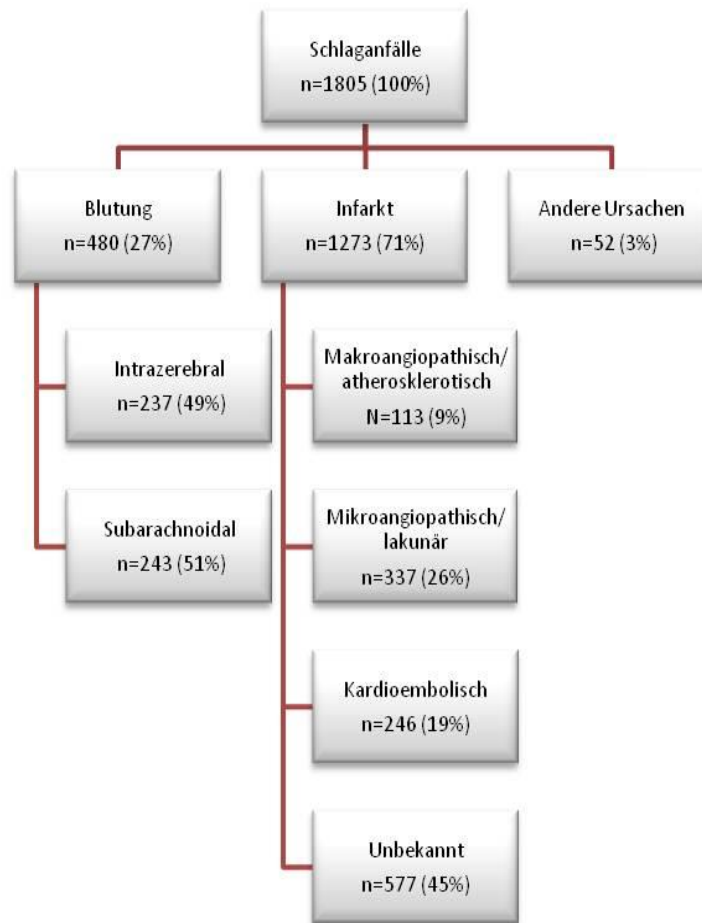 Schlaganfälle
n=1805 (100%)
Blutung
n=480 (27%)
Infarkt
n=1273 (71%)
Andere Ursachen
n=52 (3%)
Intrazerebral
n=237 (49%)
Subarachnoidal
n=243 (51%)
Makroangiopathisch/
atherosklerotisch
N=113 (9%)
Mikroangiopathisch/
lakunär
n=337 (26%)
Kardioembolisch
n=246 (19%)
Unbekannt
n=577 (45%)